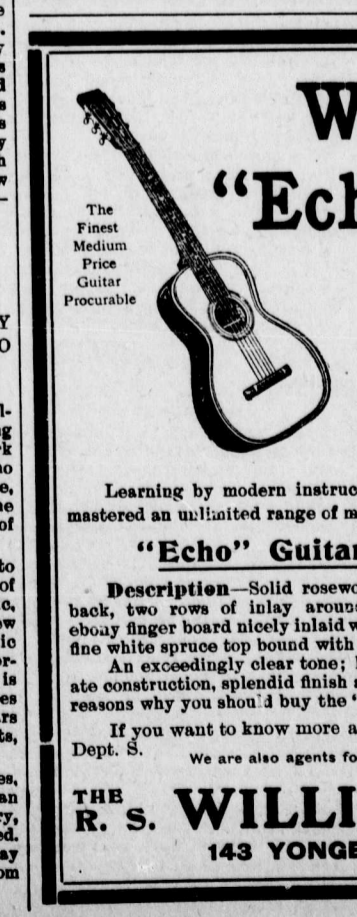 W
"Ech
The
Finest
Medium
Price
Guitar
Procurable
Learning by modern instruc
mastered an unlimited range of m
"Echo" Guitar
Description—Solid rosewo
back, two rows of inlay aroun
ebony finger board nicely inlaid w
fine white spruce top bound with
An exceedingly clear tone;
ate construction, splendid finish
reasons why you should buy the "
If you want to know more a
Dept. S.
We are also agents fo
THE
R. S. WILLI
143 YONGE